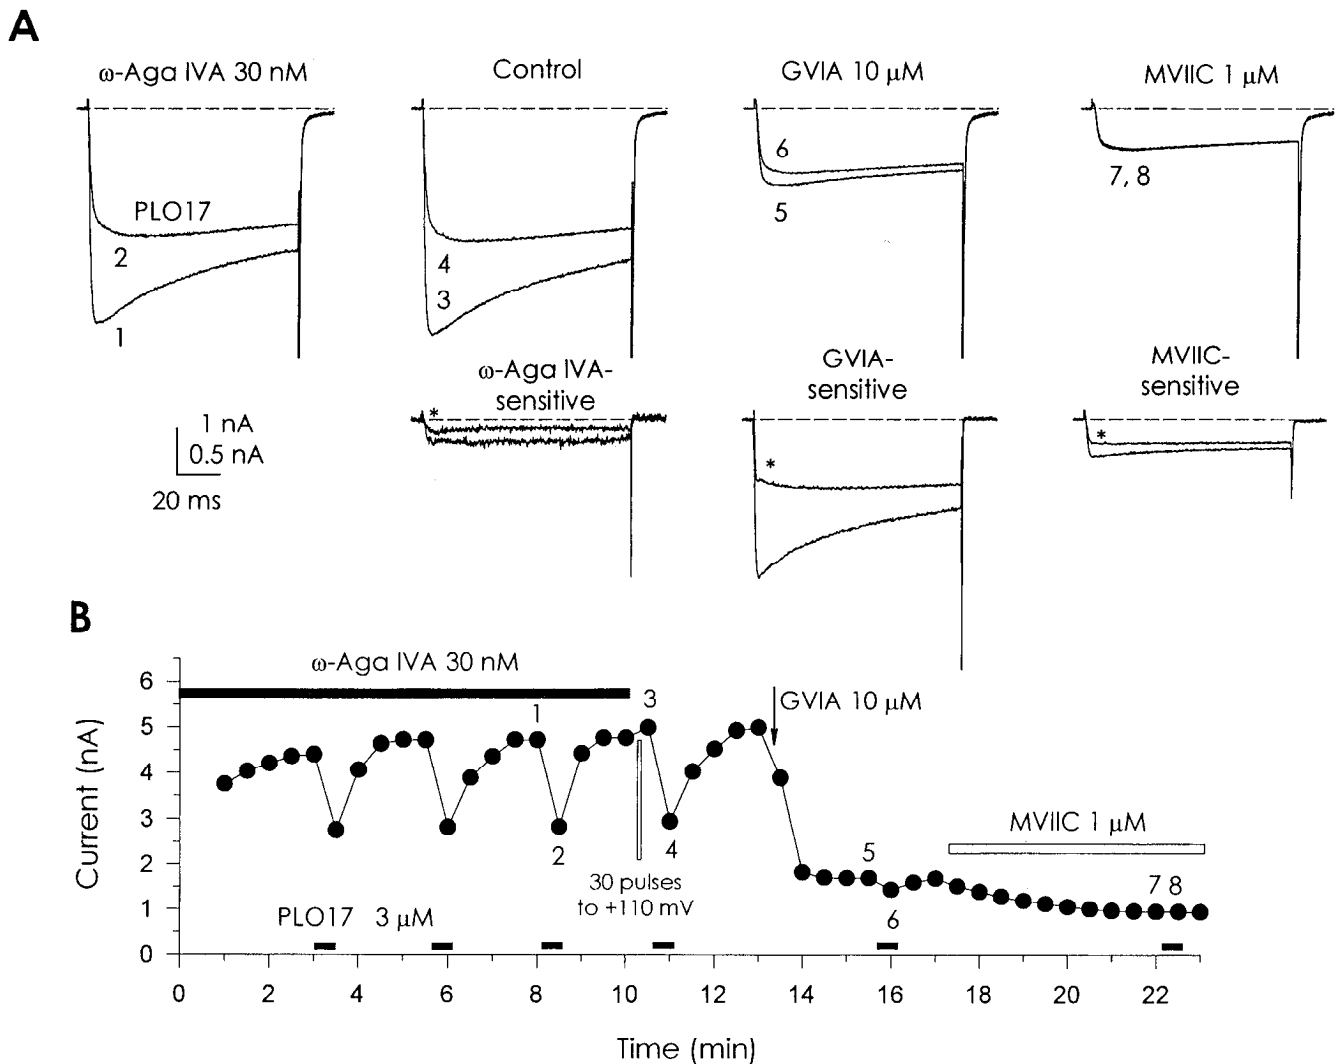 A
ω-Aga IVA 30 nM
Control
GVIA 10 μM
MVIIC 1 μM
PLO17
2
1
4
3
6
5
7, 8
1 nA
0.5 nA
20 ms
ω-Aga IVA-
sensitive
*
GVIA-
sensitive
*
MVIIC-
sensitive
*
B
ω-Aga IVA 30 nM
GVIA 10 μM
MVIIC 1 μM
1
3
2
4
5
6
7 8
30 pulses
to +110 mV
PLO17 3 μM
Current (nA)
6
5
4
3
2
1
0
0 2 4 6 8 10 12 14 16 18 20 22
Time (min)